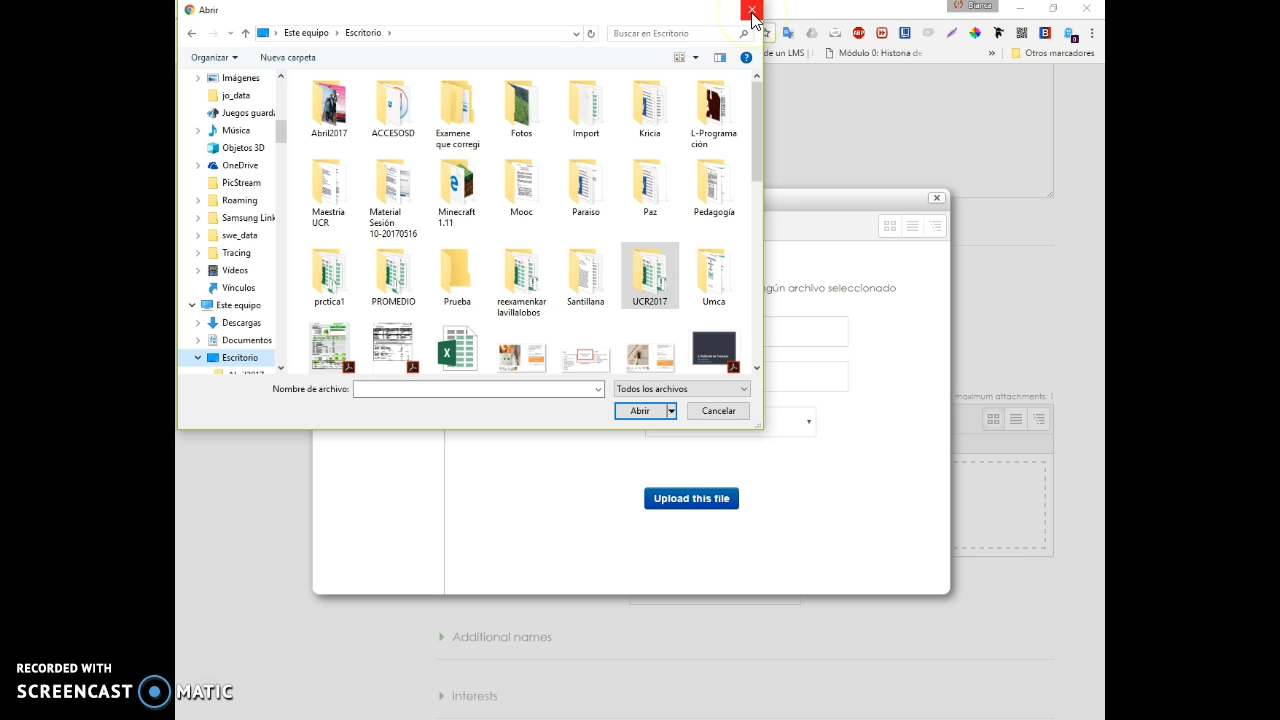 Abrir
Bianca
Este equipo
Escritorio
Buscar en Escritorio
de un LMS |
Módulo 0: Historia de
»
Otros marcadores
Organizar
Nueva carpeta
Imágenes
jo_data
Juegos guarda
Música
Objetos 3D
OneDrive
PicStream
Roaming
Samsung Link
swe_data
Tracing
Vídeos
Vínculos
Este equipo
Descargas
Documentos
Escritorio
Abril2017
ACCESOSD
Examene
que corregi
Fotos
Import
Kricia
L-Programa
ción
Maestria
UCR
Material
Sesión
10-20170516
Minecraft
1.11
Mooc
Paraiso
Paz
Pedagogía
prctica1
PROMEDIO
Prueba
reexamenkar
lavillalobos
Santillana
UCR2017
Umca
Nombre de archivo:
Todos los archivos
Abrir
Cancelar
ngún archivo seleccionado
maximum attachments: 1
Upload this file
Additional names
Interests
RECORDED WITH
SCREENCAST MATIC